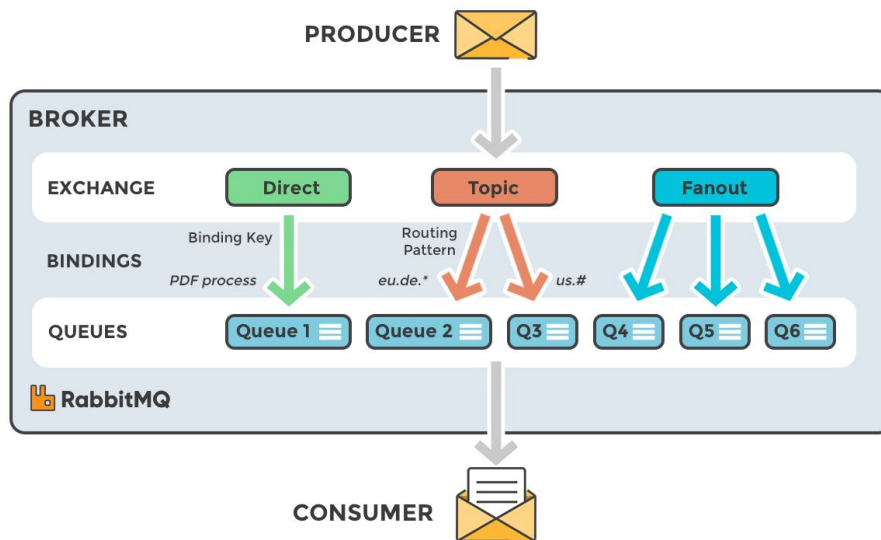 PRODUCER
BROKER
EXCHANGE
Direct
Topic
Fanout
BINDINGS
Binding Key
PDF process
Routing
Pattern
eu.de.*
us.#
QUEUES
Queue 1
Queue 2
Q3
Q4
Q5
Q6
RabbitMQ
CONSUMER